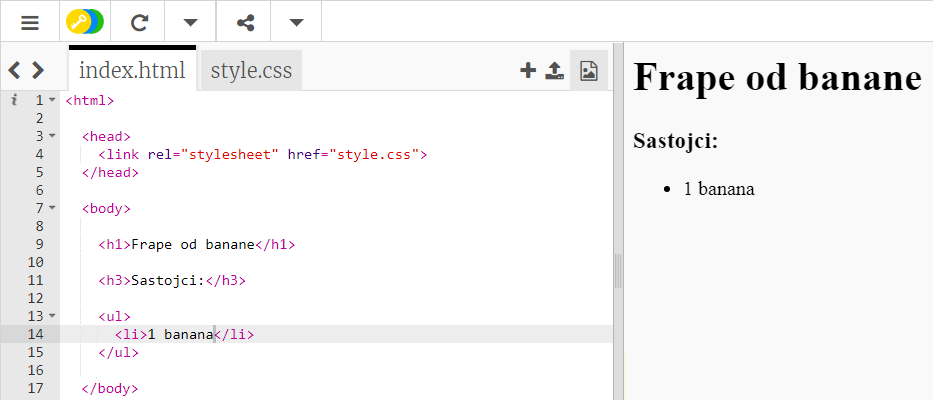 index.html style.css
i 1 <html>
2
3 <head>
4 <link rel="stylesheet" href="style.css">
5 </head>
6
7 <body>
8
9 <h1>Frape od banane</h1>
10
11 <h3>Sastojci:</h3>
12
13 <ul>
14 <li>1 banana</li>
15 </ul>
16
17 </body>
Frape od banane
Sastojci:
• 1 banana